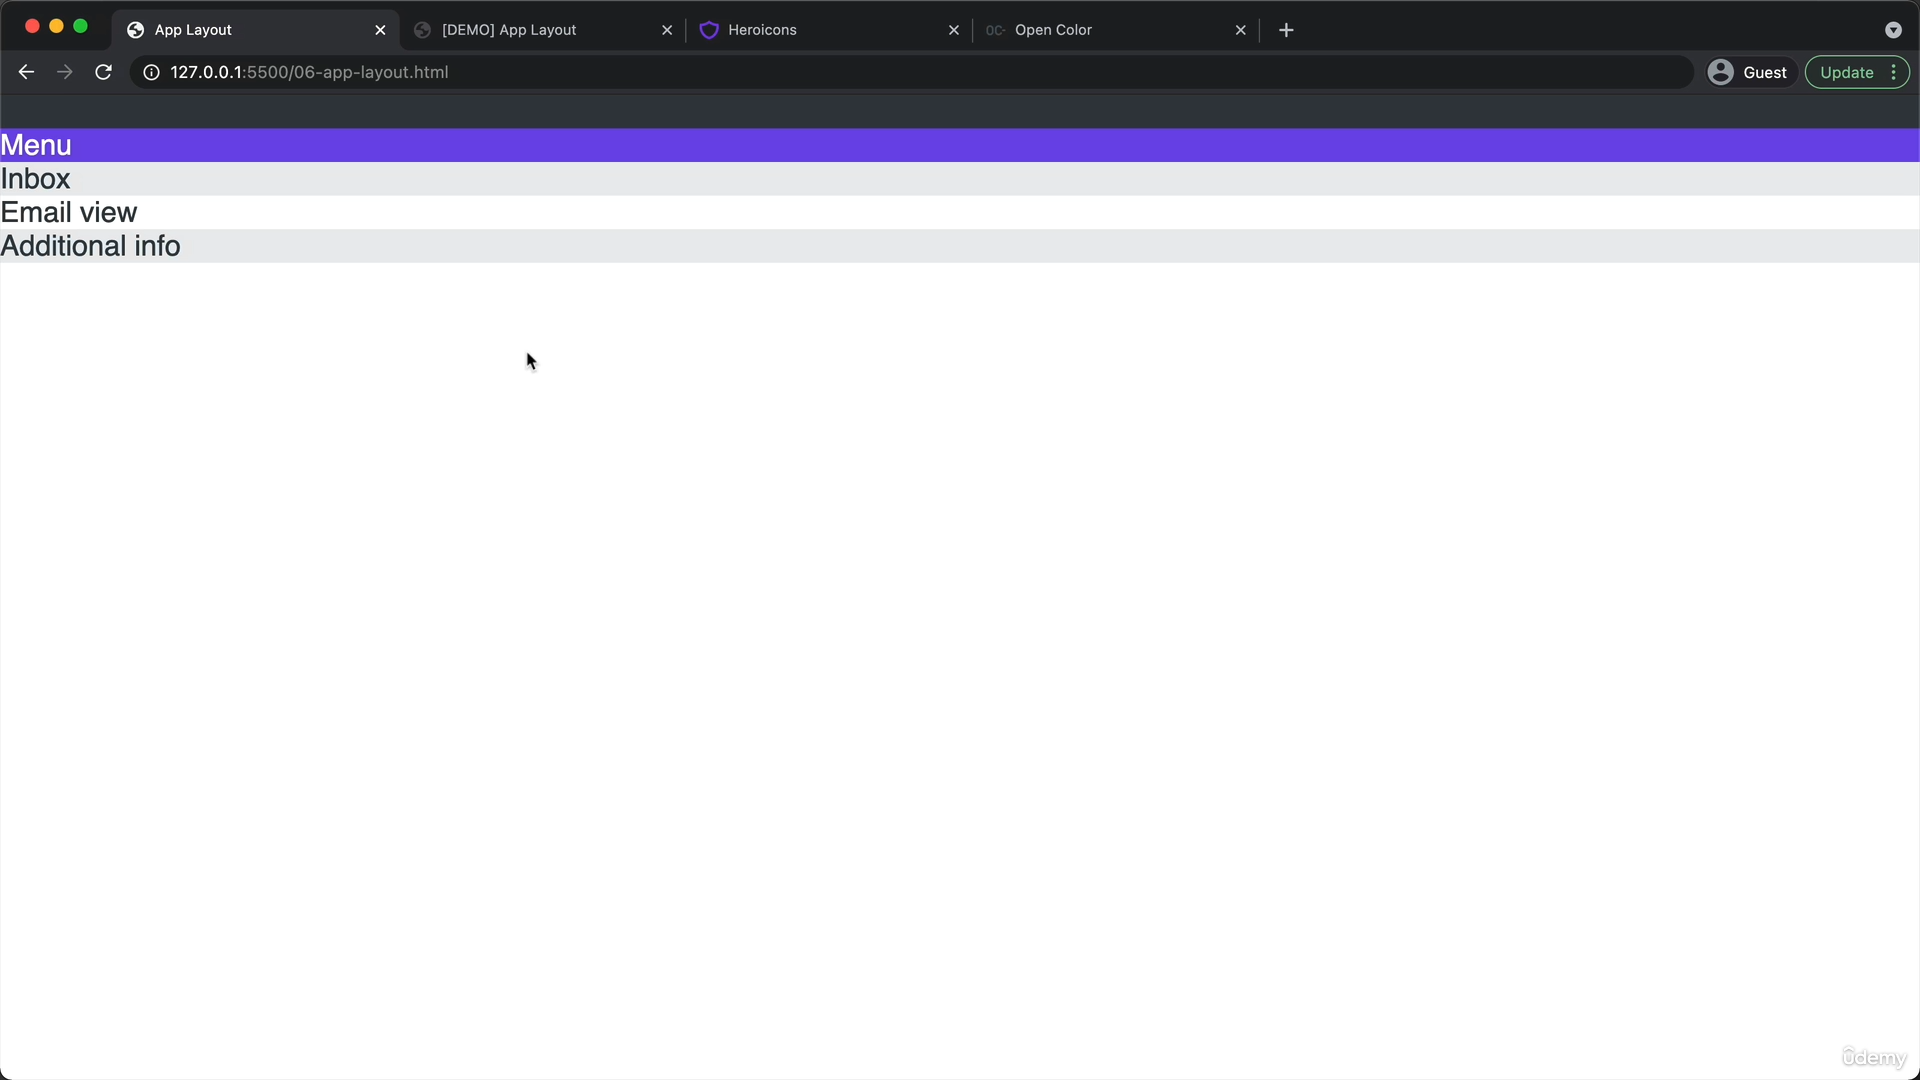 App Layout
[DEMO] App Layout
Heroicons
OC-
Open Color
127.0.0.1:5500/06-app-layout.html
Guest
Update
Menu
Inbox
Email view
Additional info
ûdemy